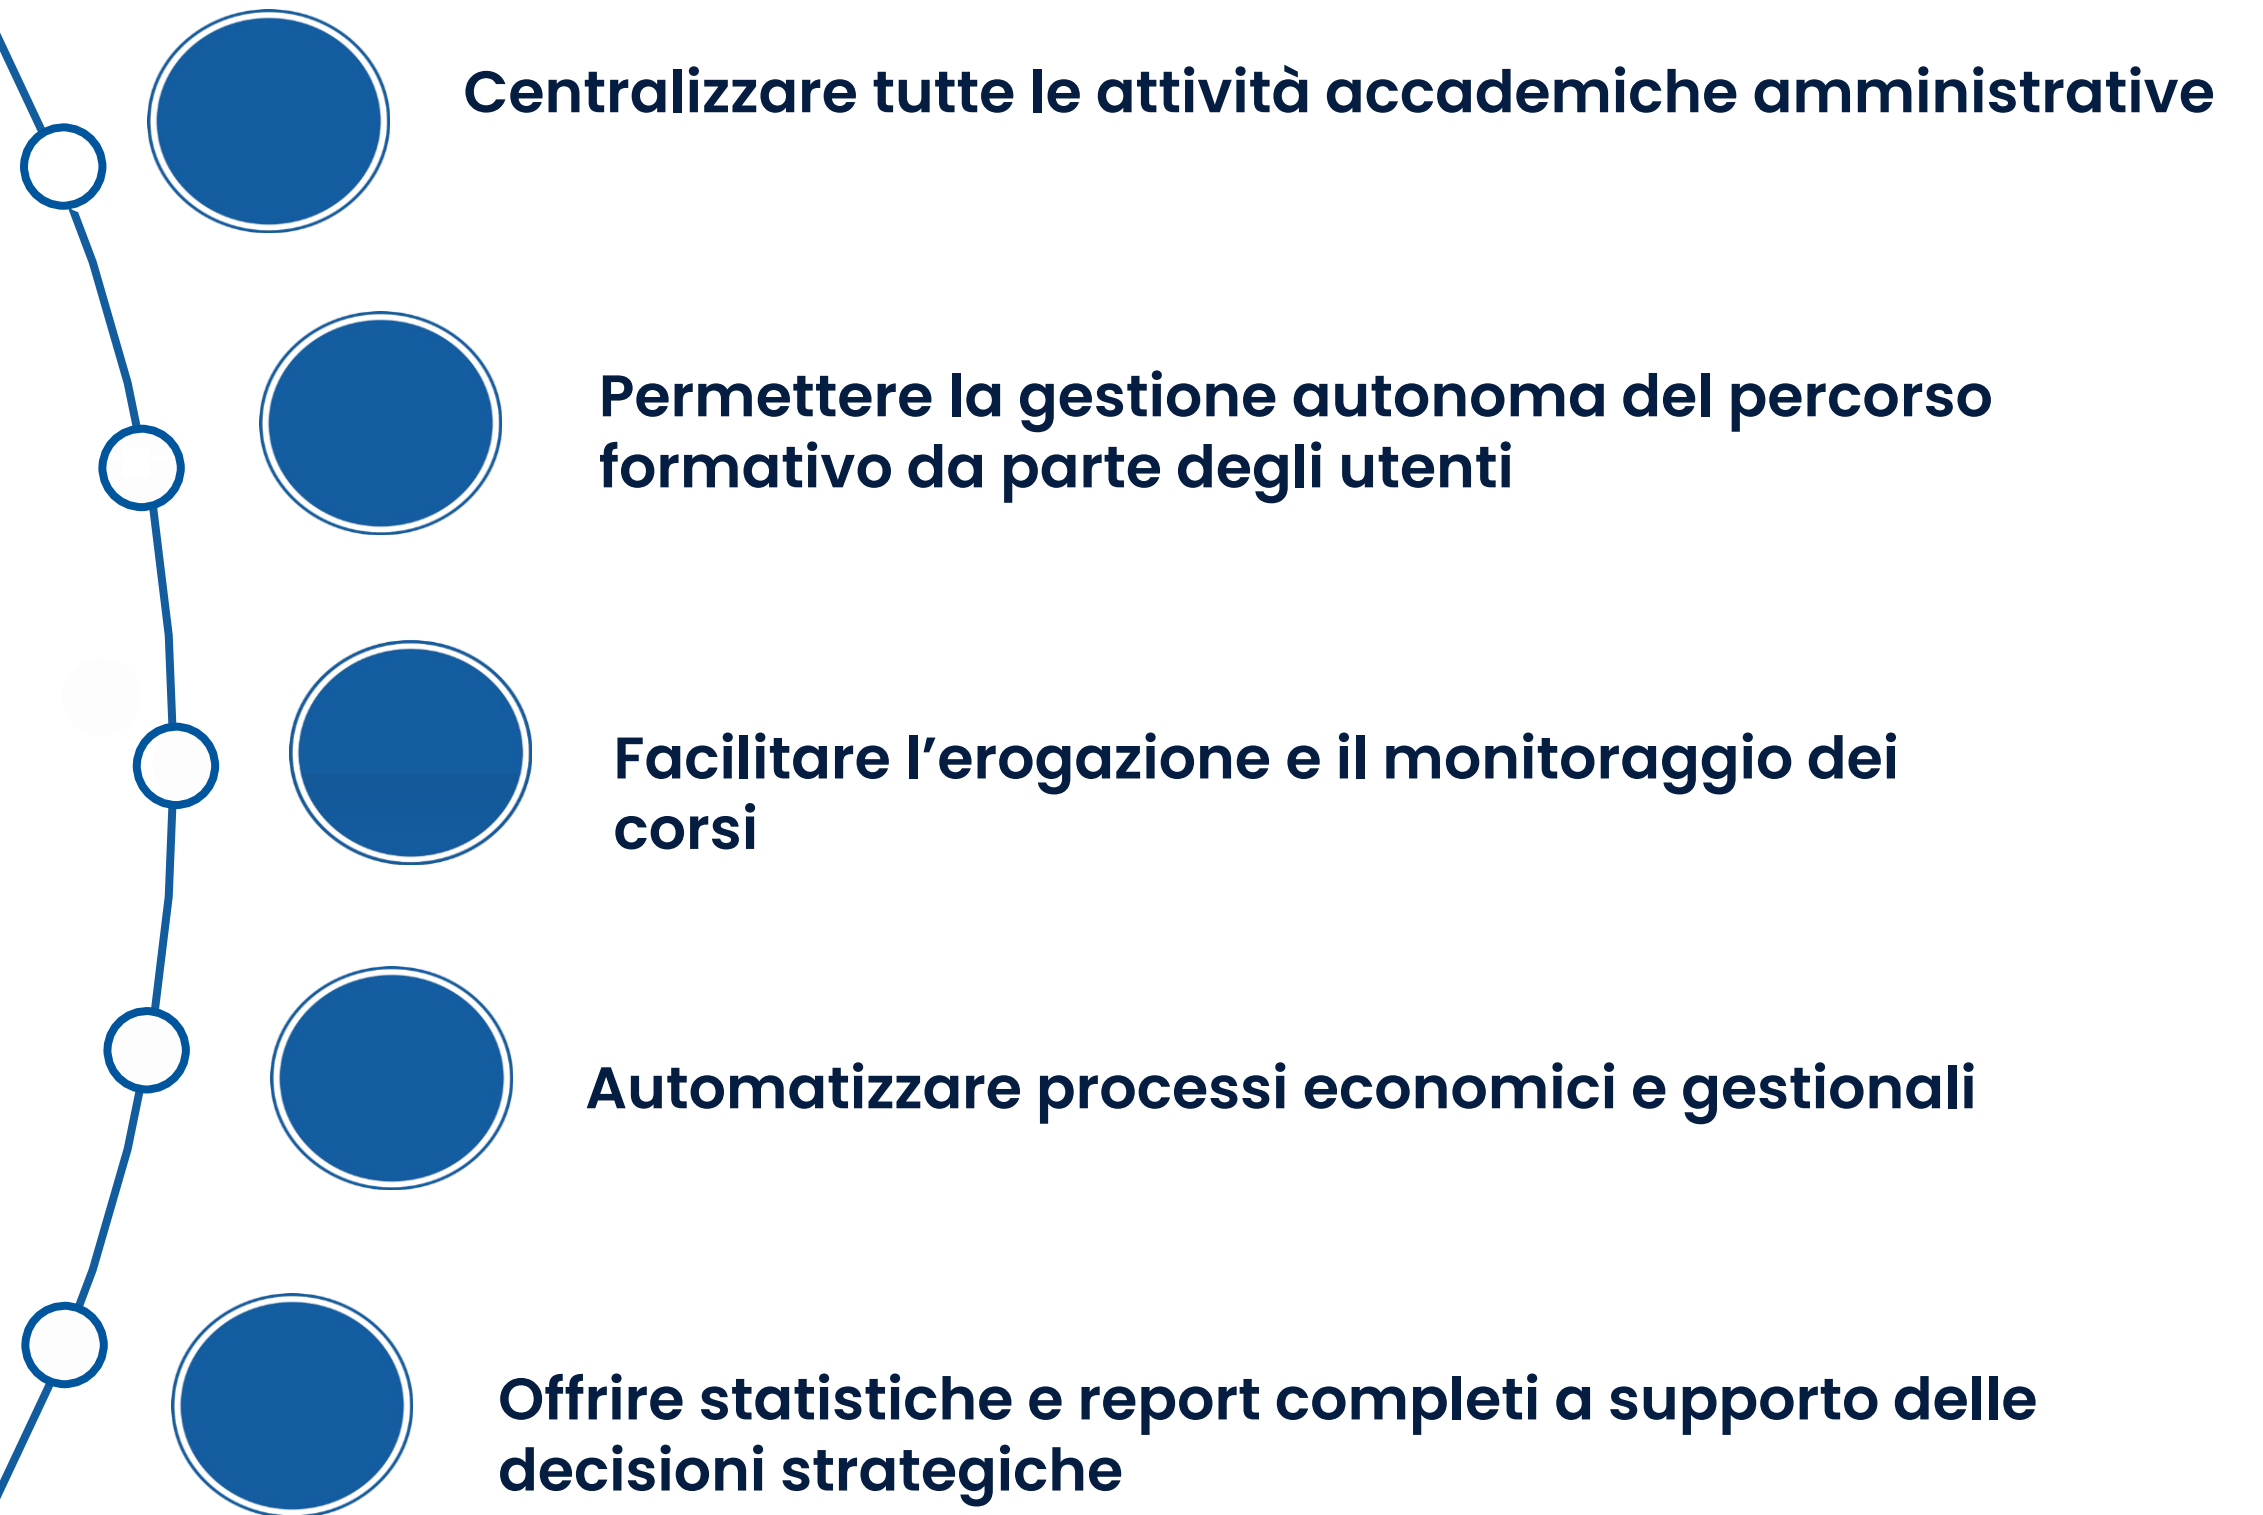 Centralizzare tutte le attività accademiche amministrative
Permettere la gestione autonoma del percorso
formativo da parte degli utenti
Facilitare l’erogazione e il monitoraggio dei
corsi
Automatizzare processi economici e gestionali
Offrire statistiche e report completi a supporto delle
decisioni strategiche